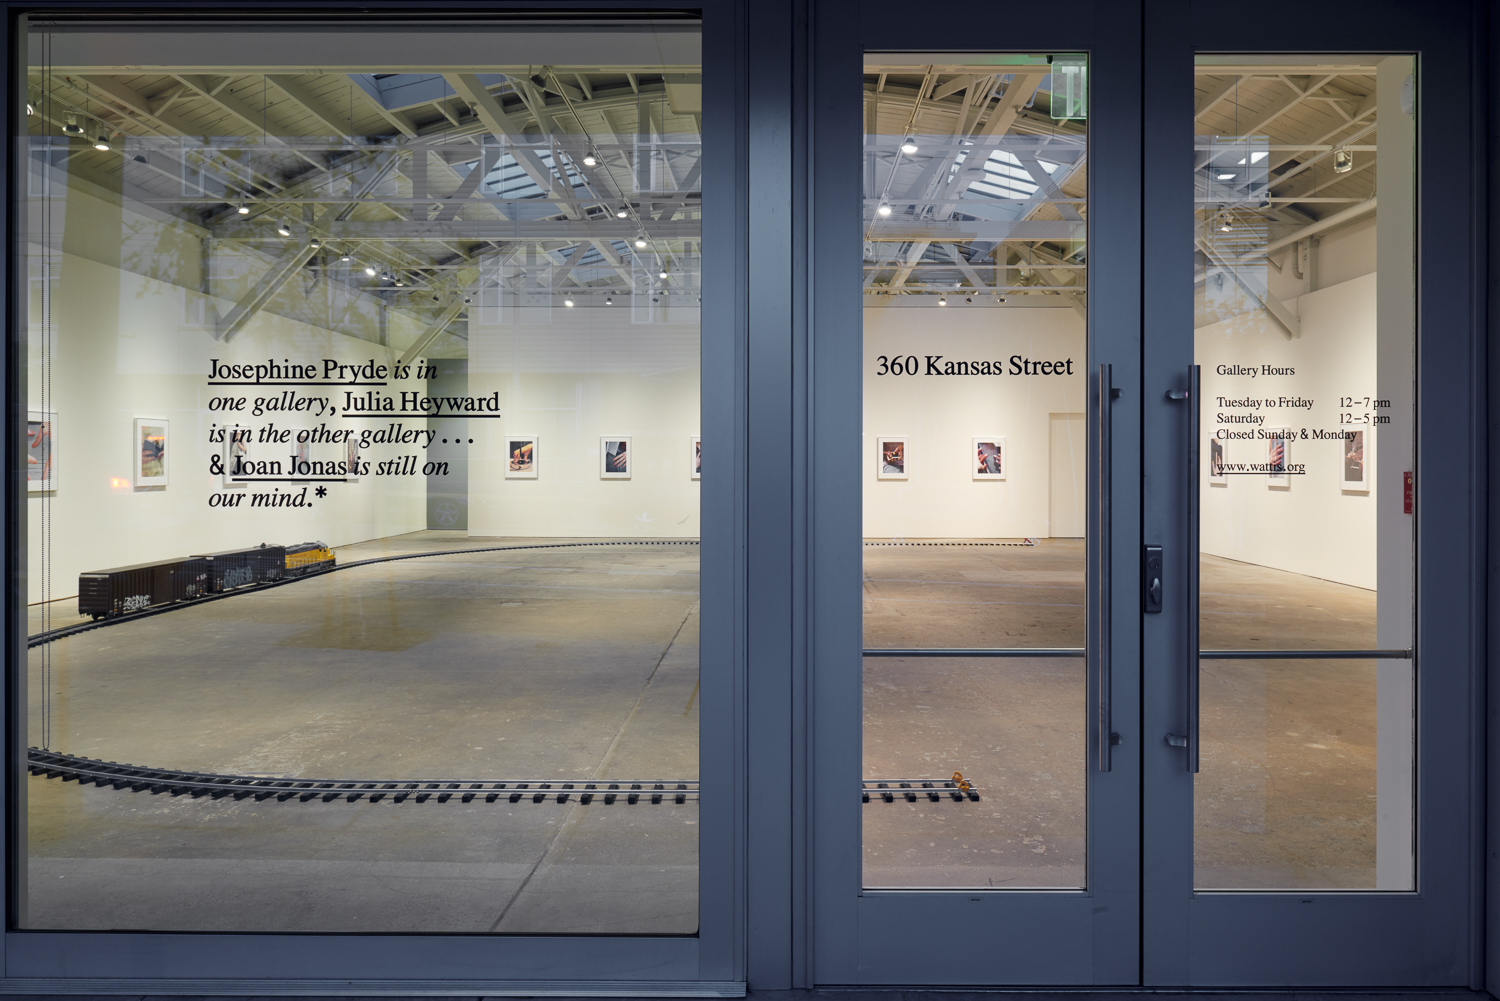 Josephine Pryde is in
one gallery, Julia Heyward
is in the other gallery . . .
& Joan Jonas is still on
our mind.*
360 Kansas Street
Gallery Hours
Tuesday to Friday 12–7 pm
Saturday 12–5 pm
Closed Sunday & Monday
www.wattis.org